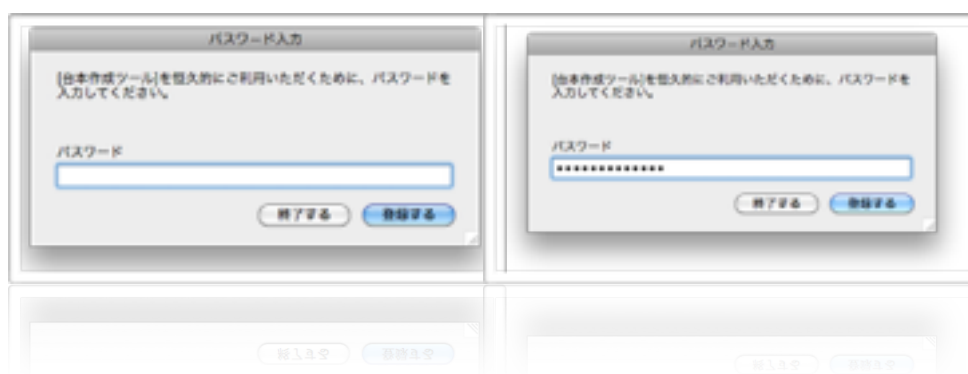 パスワード入力
[台本作成ツール]を恒久的にご利用いただくために、パスワードを
入力してください。
パスワード
終了する 登録する
パスワード入力
[台本作成ツール]を恒久的にご利用いただくために、パスワードを
入力してください。
パスワード
•••••••••••••
終了する 登録する